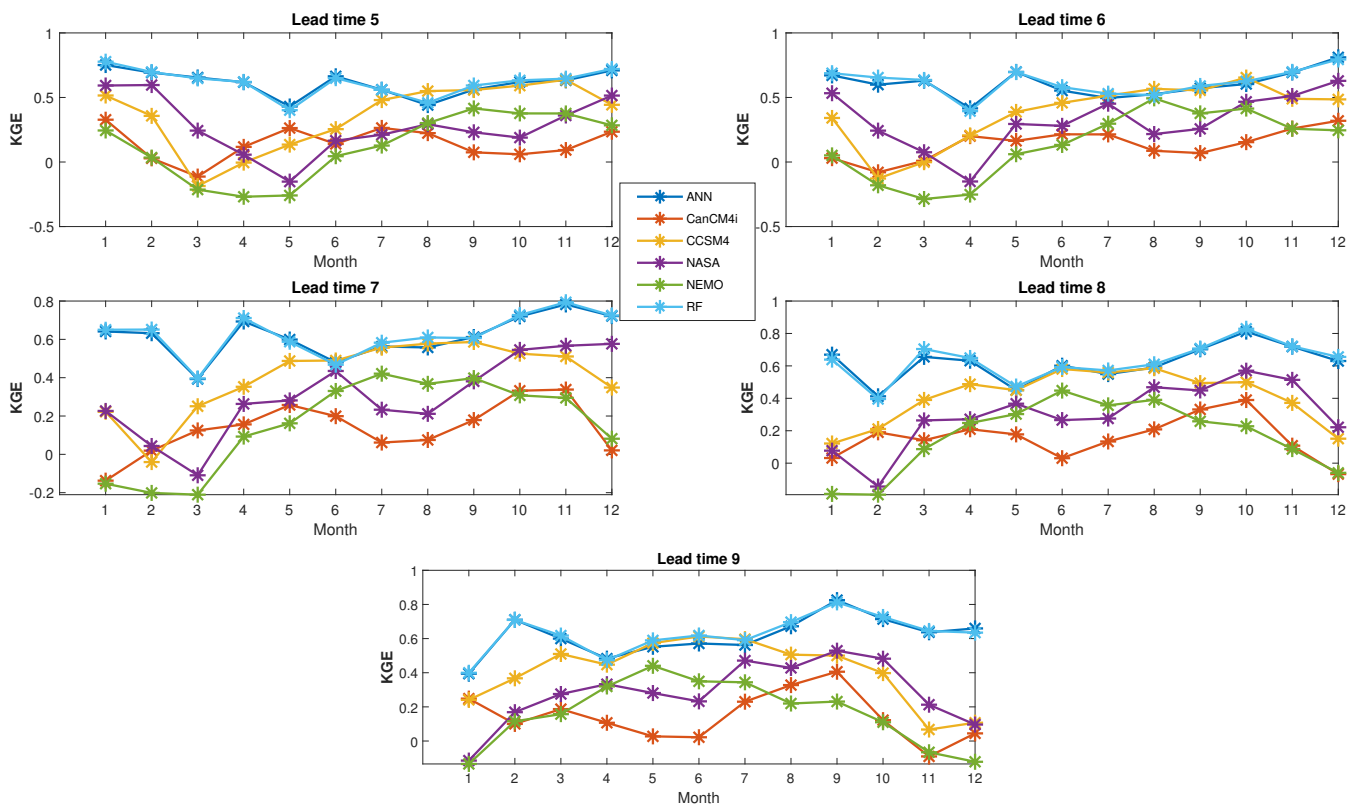 Lead time 5
1
0.5
0
-0.5
KGE
1 2 3 4 5 6 7 8 9 10 11 12
Month
Lead time 6
1
0.5
0
-0.5
KGE
1 2 3 4 5 6 7 8 9 10 11 12
Month
ANN
CanCM4i
CCSM4
NASA
NEMO
RF
Lead time 7
0.8
0.6
0.4
0.2
0
-0.2
KGE
1 2 3 4 5 6 7 8 9 10 11 12
Month
Lead time 8
1
0.8
0.6
0.4
0.2
0
KGE
1 2 3 4 5 6 7 8 9 10 11 12
Month
Lead time 9
1
0.8
0.6
0.4
0.2
0
KGE
1 2 3 4 5 6 7 8 9 10 11 12
Month